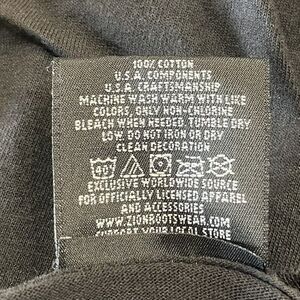 100% COTTON
U.S.A. COMPONENTS
U.S.A. CRAFTSMANSHIP
MACHINE WASH WARM WITH LIKE
COLORS, ONLY NON-CHLORINE
BLEACH WHEN NEEDED. TUMBLE DRY
LOW. DO NOT IRON OR DRY
CLEAN DECORATION
40°
EXCLUSIVE WORLDWIDE SOURCE
FOR OFFICIALLY LICENSED APPAREL
AND ACCESSORIES
WWW.ZIONROOTSWEAR.COM
SUPPORT YOUR LOCAL STORE